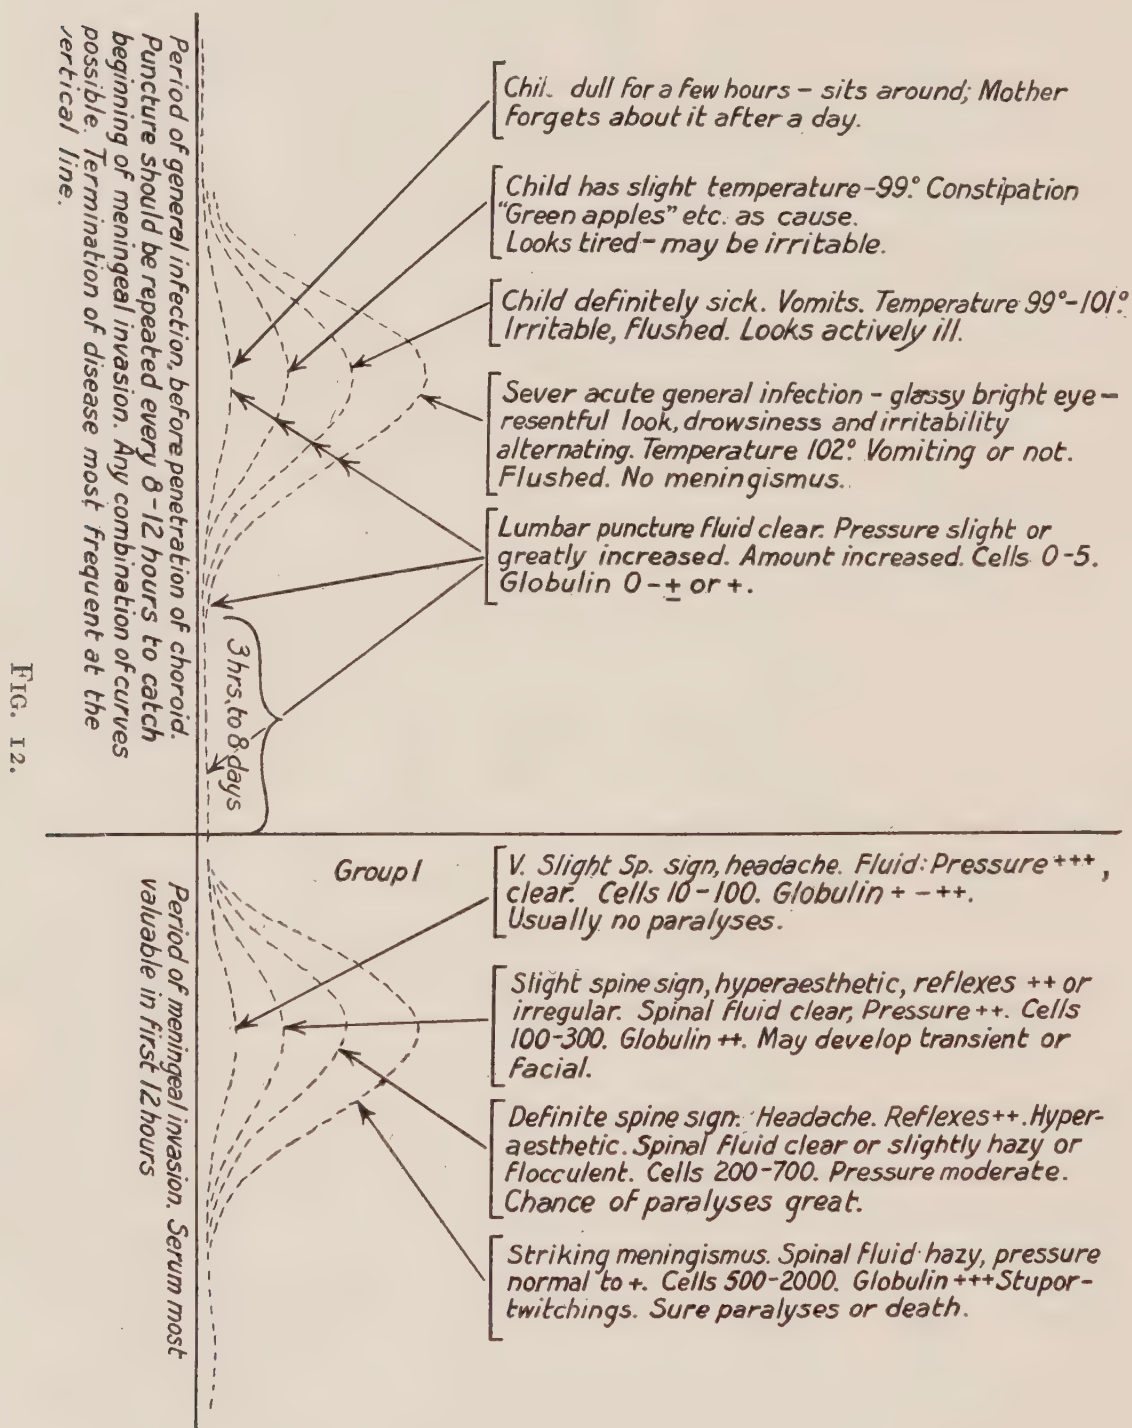 Chil. dull for a few hours – sits around; Mother
forgets about it after a day.
Child has slight temperature – 99°. Constipation
"Green apples" etc. as cause.
Looks tired – may be irritable.
Child definitely sick. Vomits. Temperature 99°–101°.
Irritable, flushed. Looks actively ill.
Sever acute general infection – glassy bright eye –
resentful look, drowsiness and irritability
alternating. Temperature 102°. Vomiting or not.
Flushed. No meningismus.
Lumbar puncture fluid clear. Pressure slight or
greatly increased. Amount increased. Cells 0–5.
Globulin 0 – ± or +.
3 hrs. to 8 days
Period of general infection, before penetration of choroid.
Puncture should be repeated every 8–12 hours to catch
beginning of meningeal invasion. Any combination of curves
possible. Termination of disease most frequent at the
vertical line.
Group I
V. Slight Sp. sign, headache. Fluid: Pressure +++,
clear. Cells 10–100. Globulin + – ++.
Usually no paralyses.
Slight spine sign, hyperaesthetic, reflexes ++ or
irregular. Spinal fluid clear, Pressure ++. Cells
100–300. Globulin ++. May develop transient or
facial.
Definite spine sign. Headache. Reflexes ++. Hyper-
aesthetic. Spinal fluid clear or slightly hazy or
flocculent. Cells 200–700. Pressure moderate.
Chance of paralyses great.
Striking meningismus. Spinal fluid hazy, pressure
normal to +. Cells 500–2000. Globulin +++ Stupor –
twitchings. Sure paralyses or death.
Period of meningeal invasion. Serum most
valuable in first 12 hours
FIG. 12.